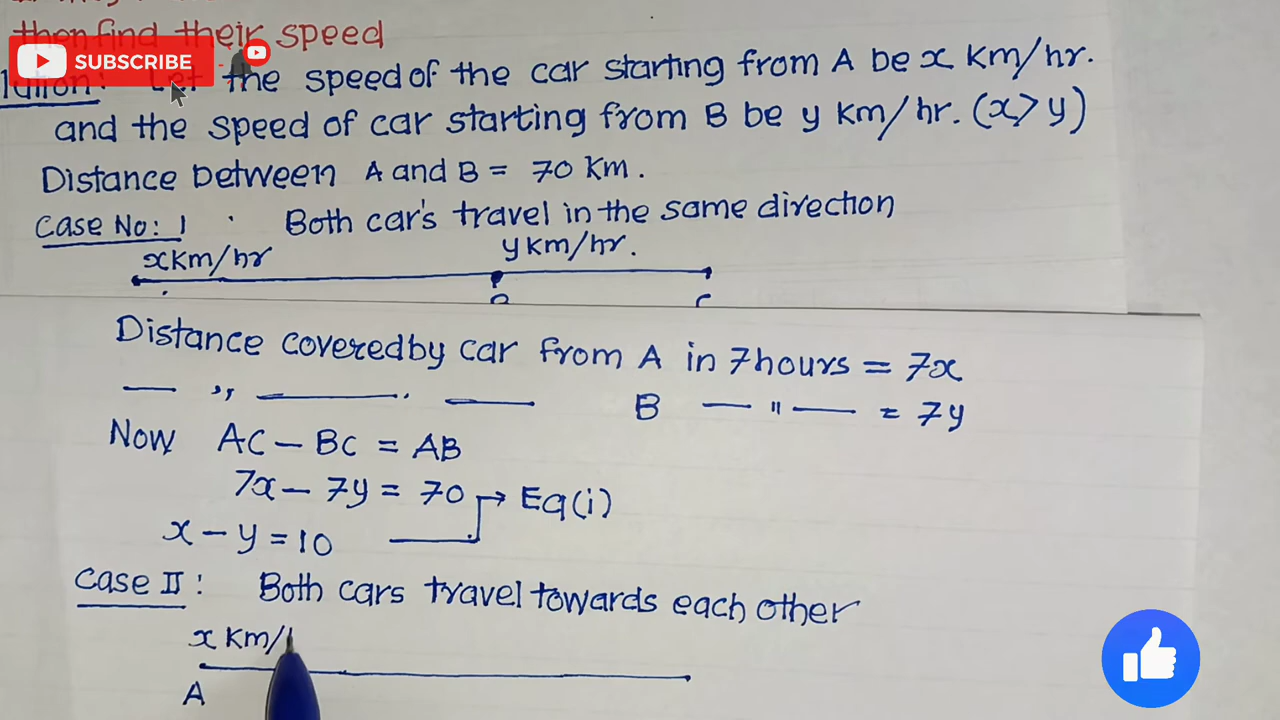 then find their speed
SUBSCRIBE
Let the speed of the car starting from A be x Km/hr.
and the speed of car starting from B be y Km/hr. (x > y)
Distance between A and B = 70 Km.
Case No: 1 Both car's travel in the same direction
xKm/hr yKm/hr.
Distance covered by car from A in 7 hours = 7x
— ,, — — B — " — = 7y
Now AC - BC = AB
7x - 7y = 70 → Eq(i)
x - y = 10
Case II : Both cars travel towards each other
x Km/
A